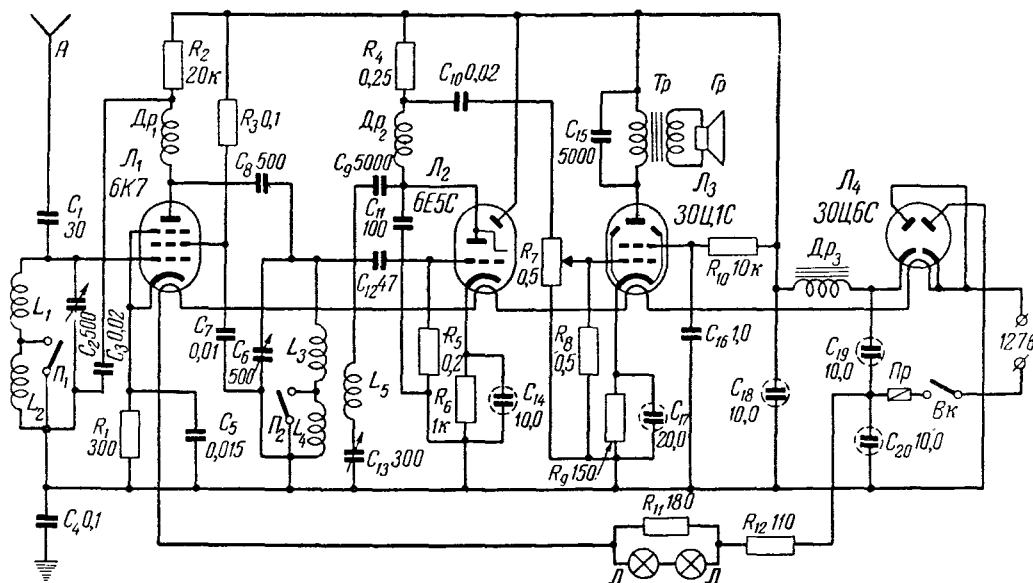 A
R₂
20к
Др₁
Л₁
6К7
R₃ 0,1
C₈ 500
C₁
30
L₁
L₂
П₁
C₂ 500
C₃ 0,02
R₁
300
C₄ 0,1
C₅
0,015
C₇
0,01
C₆
500
L₃
L₄
П₂
R₄
0,25
Др₂
C₉ 5000
C₁₀ 0,02
C₁₁
100
Л₂
6Е5С
C₁₂ 47
R₅
0,2
R₆
1к
L₅
C₁₃ 300
C₁₄
10,0
R₇
0,5
R₈
0,5
C₁₅
5000
Тр
Гр
Л₃
30Ц1С
R₁₀ 10к
C₁₆ 1,0
R₉ 150
C₁₇
20,0
C₁₈
10,0
Др₃
Л₄
30Ц6С
C₁₉
10,0
C₂₀ 10,0
Пр
Вк
127в
R₁₁ 180
R₁₂ 110
Л
Л